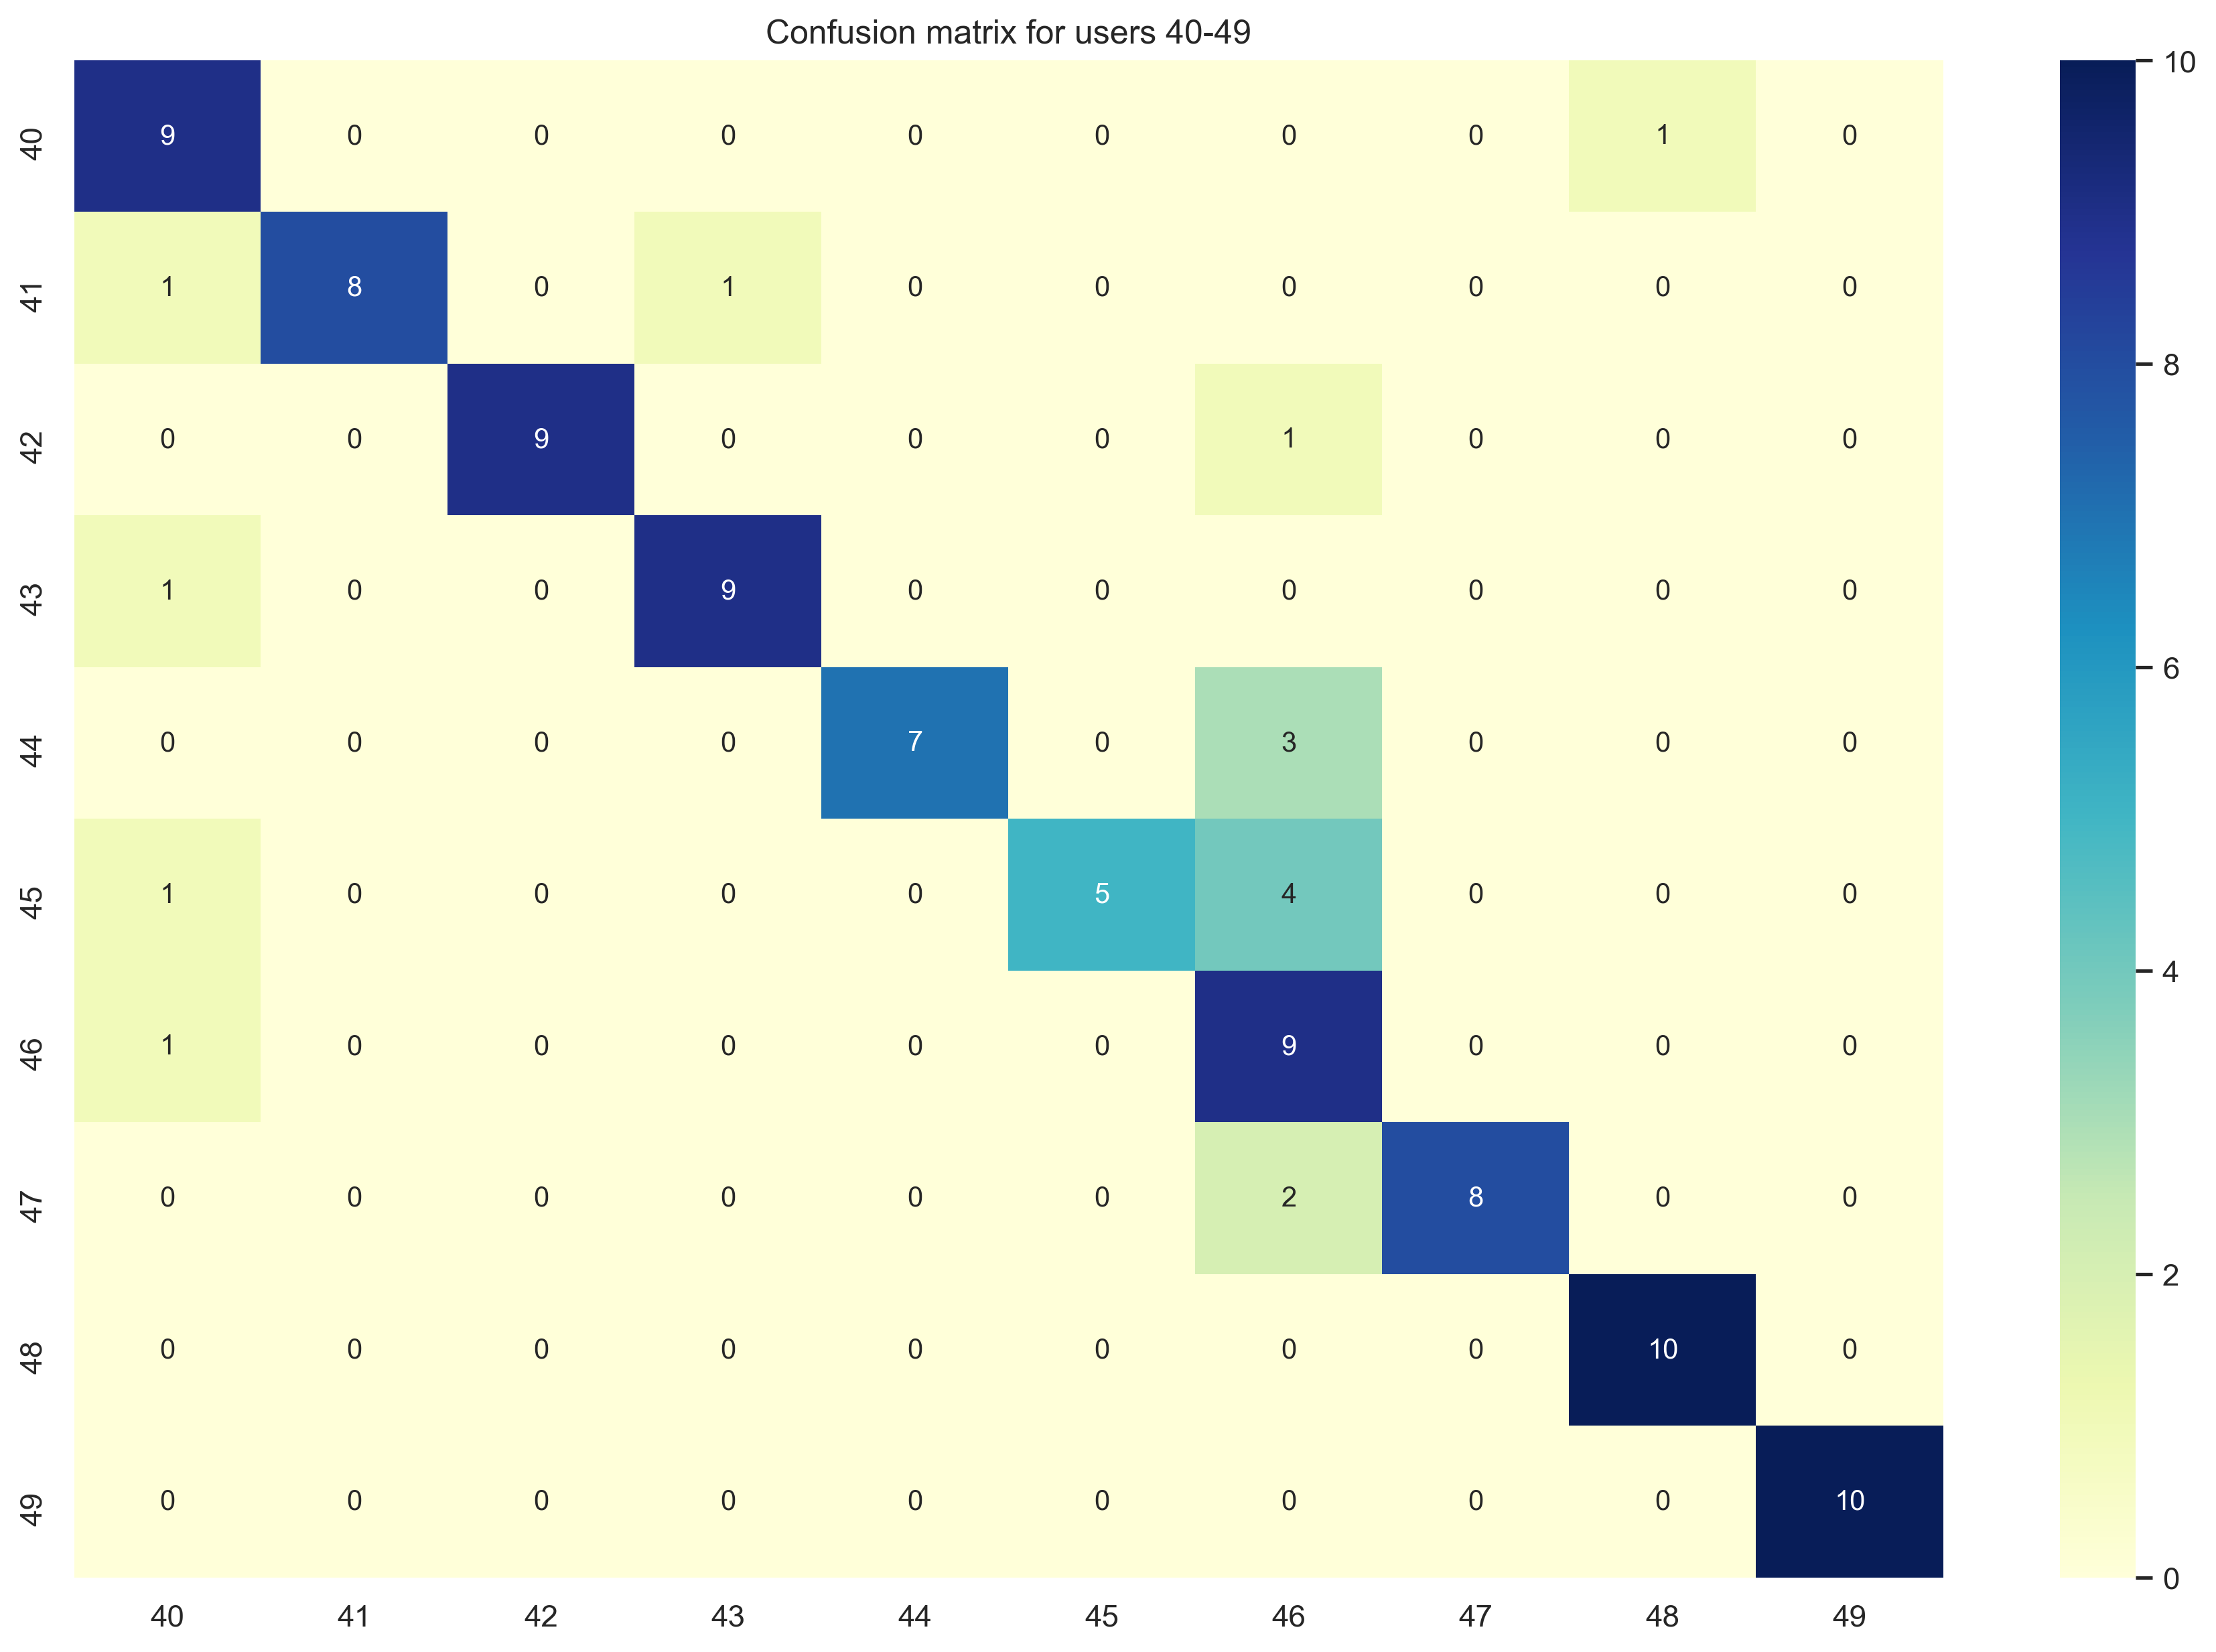 Confusion matrix for users 40-49
40 9 0 0 0 0 0 0 0 1 0
41 1 8 0 1 0 0 0 0 0 0
42 0 0 9 0 0 0 1 0 0 0
43 1 0 0 9 0 0 0 0 0 0
44 0 0 0 0 7 0 3 0 0 0
45 1 0 0 0 0 5 4 0 0 0
46 1 0 0 0 0 0 9 0 0 0
47 0 0 0 0 0 0 2 8 0 0
48 0 0 0 0 0 0 0 0 10 0
49 0 0 0 0 0 0 0 0 0 10
40 41 42 43 44 45 46 47 48 49
10
8
6
4
2
0